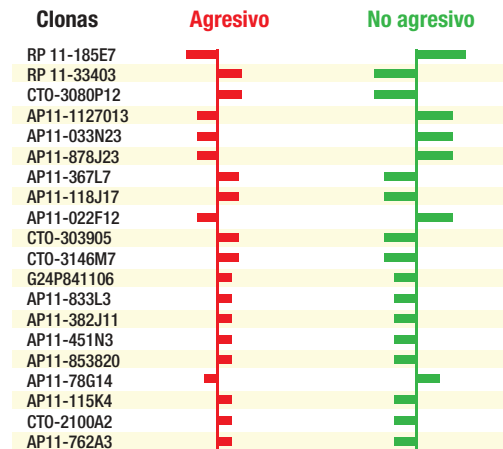 Clonas Agresivo No agresivo
RP 11-185E7
RP 11-33403
CTO-3080P12
AP11-1127013
AP11-033N23
AP11-878J23
AP11-367L7
AP11-118J17
AP11-022F12
CTO-303905
CTO-3146M7
G24P841106
AP11-833L3
AP11-382J11
AP11-451N3
AP11-853820
AP11-78G14
AP11-115K4
CTO-2100A2
AP11-762A3